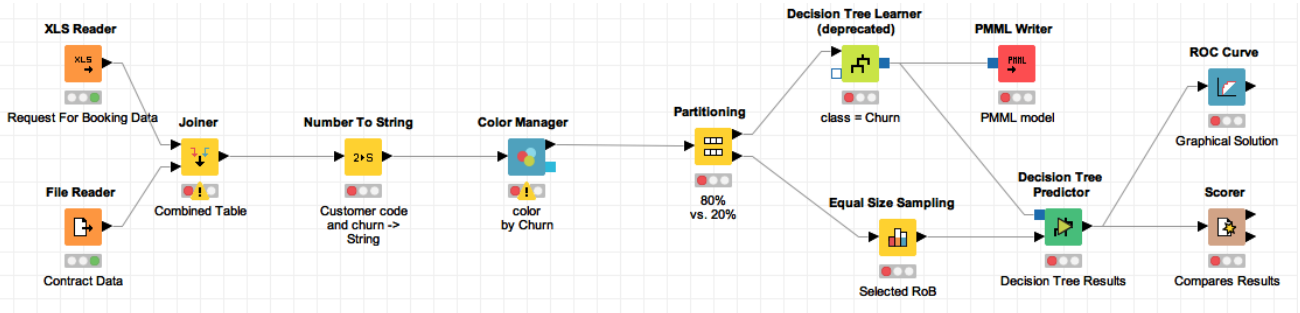 XLS Reader
XLS
Request For Booking Data
File Reader
Contract Data
Joiner
Combined Table
Number To String
2▸S
Customer code
and churn ->
String
Color Manager
color
by Churn
Partitioning
80%
vs. 20%
Decision Tree Learner
(deprecated)
class = Churn
PMML Writer
PMML
PMML model
Equal Size Sampling
Selected RoB
Decision Tree
Predictor
Decision Tree Results
ROC Curve
Graphical Solution
Scorer
Compares Results